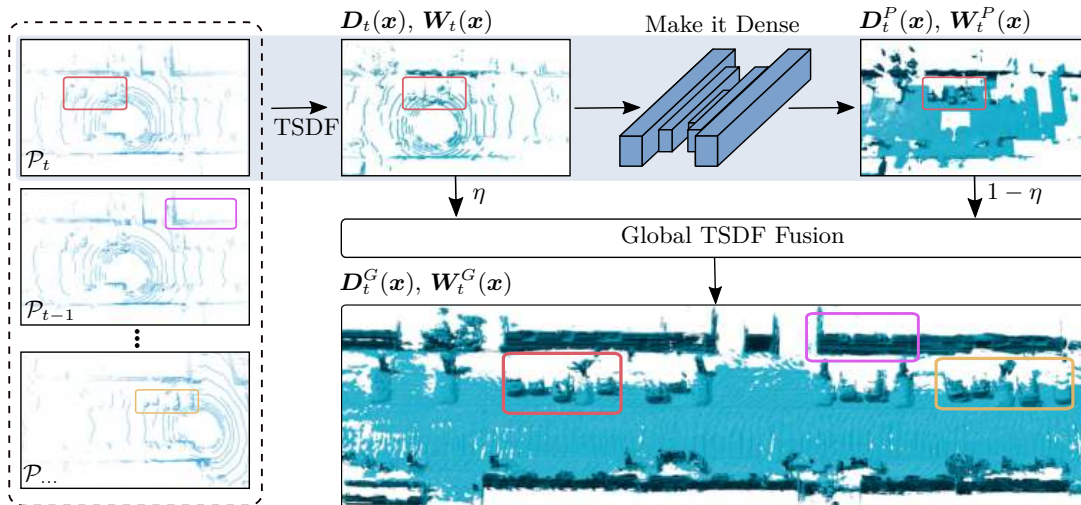 D_t(x), W_t(x)
Make it Dense
D_t^P(x), W_t^P(x)
TSDF
P_t
η
1 − η
Global TSDF Fusion
P_{t−1}
D_t^G(x), W_t^G(x)
P_{...}